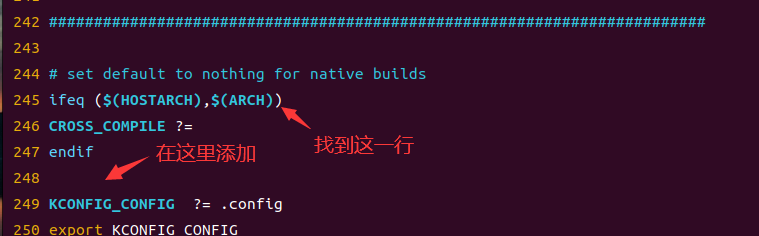 242 #########################################################################
243
244 # set default to nothing for native builds
245 ifeq ($(HOSTARCH),$(ARCH))
246 CROSS_COMPILE ?=
找到这一行
247 endif
在这里添加
248
249 KCONFIG_CONFIG  ?= .config
250 export KCONFIG_CONFIG